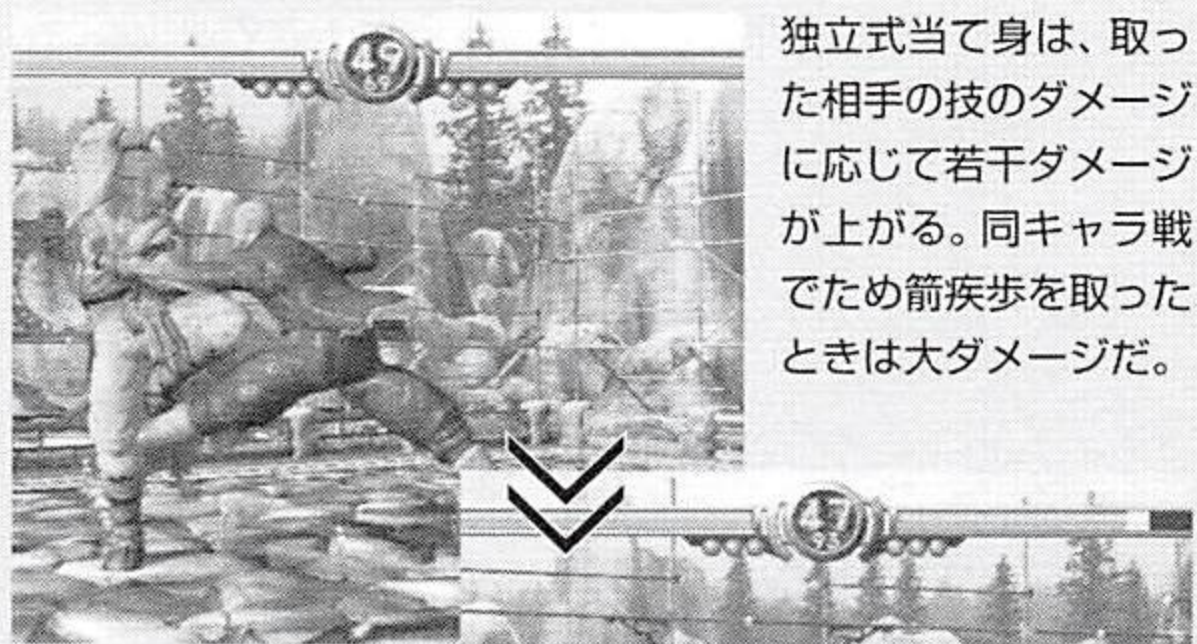 独立式当て身は、取っ
た相手の技のダメージ
に応じて若干ダメージ
が上がる。同キャラ戦
でため箭疾歩を取った
ときは大ダメージだ。
49
47